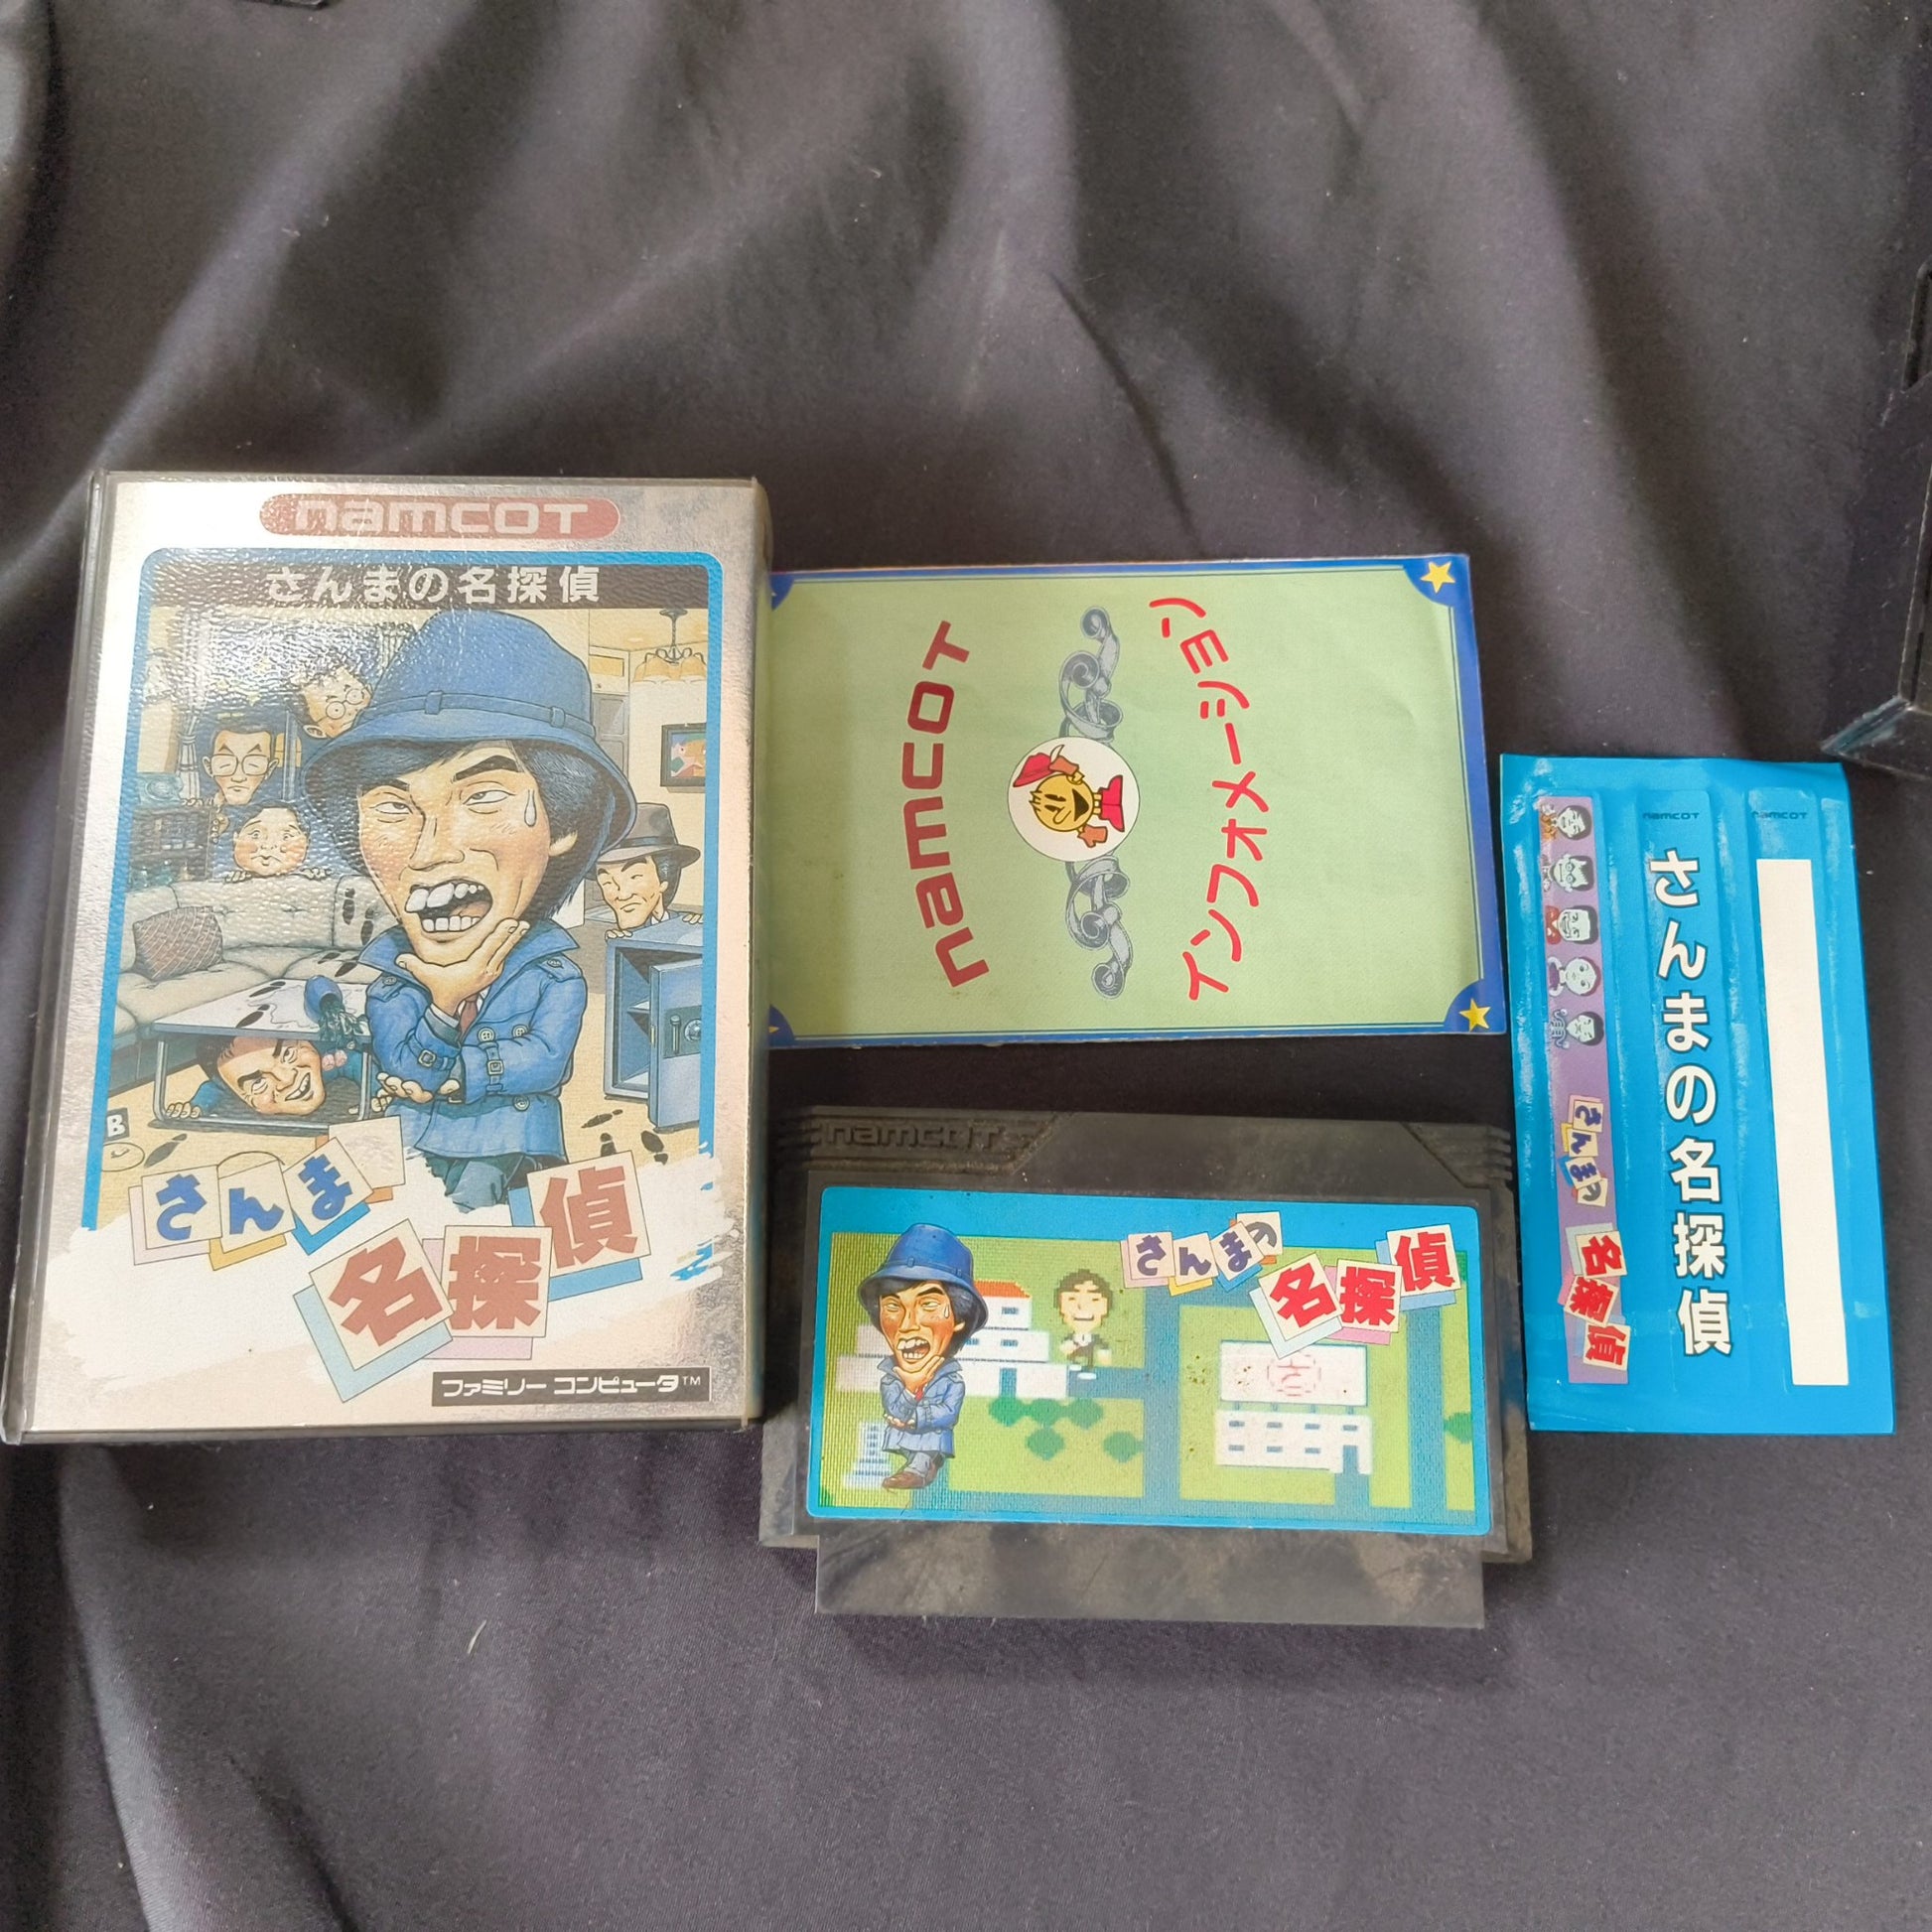 namcoT
さんまの名探偵
B
さんまの
名探偵
ファミリー コンピュータ™
namcoT
インフォメーション
namcoT
さんまの
名探偵
さんまの
名探偵
namcoT
さんまの名探偵
namcoT